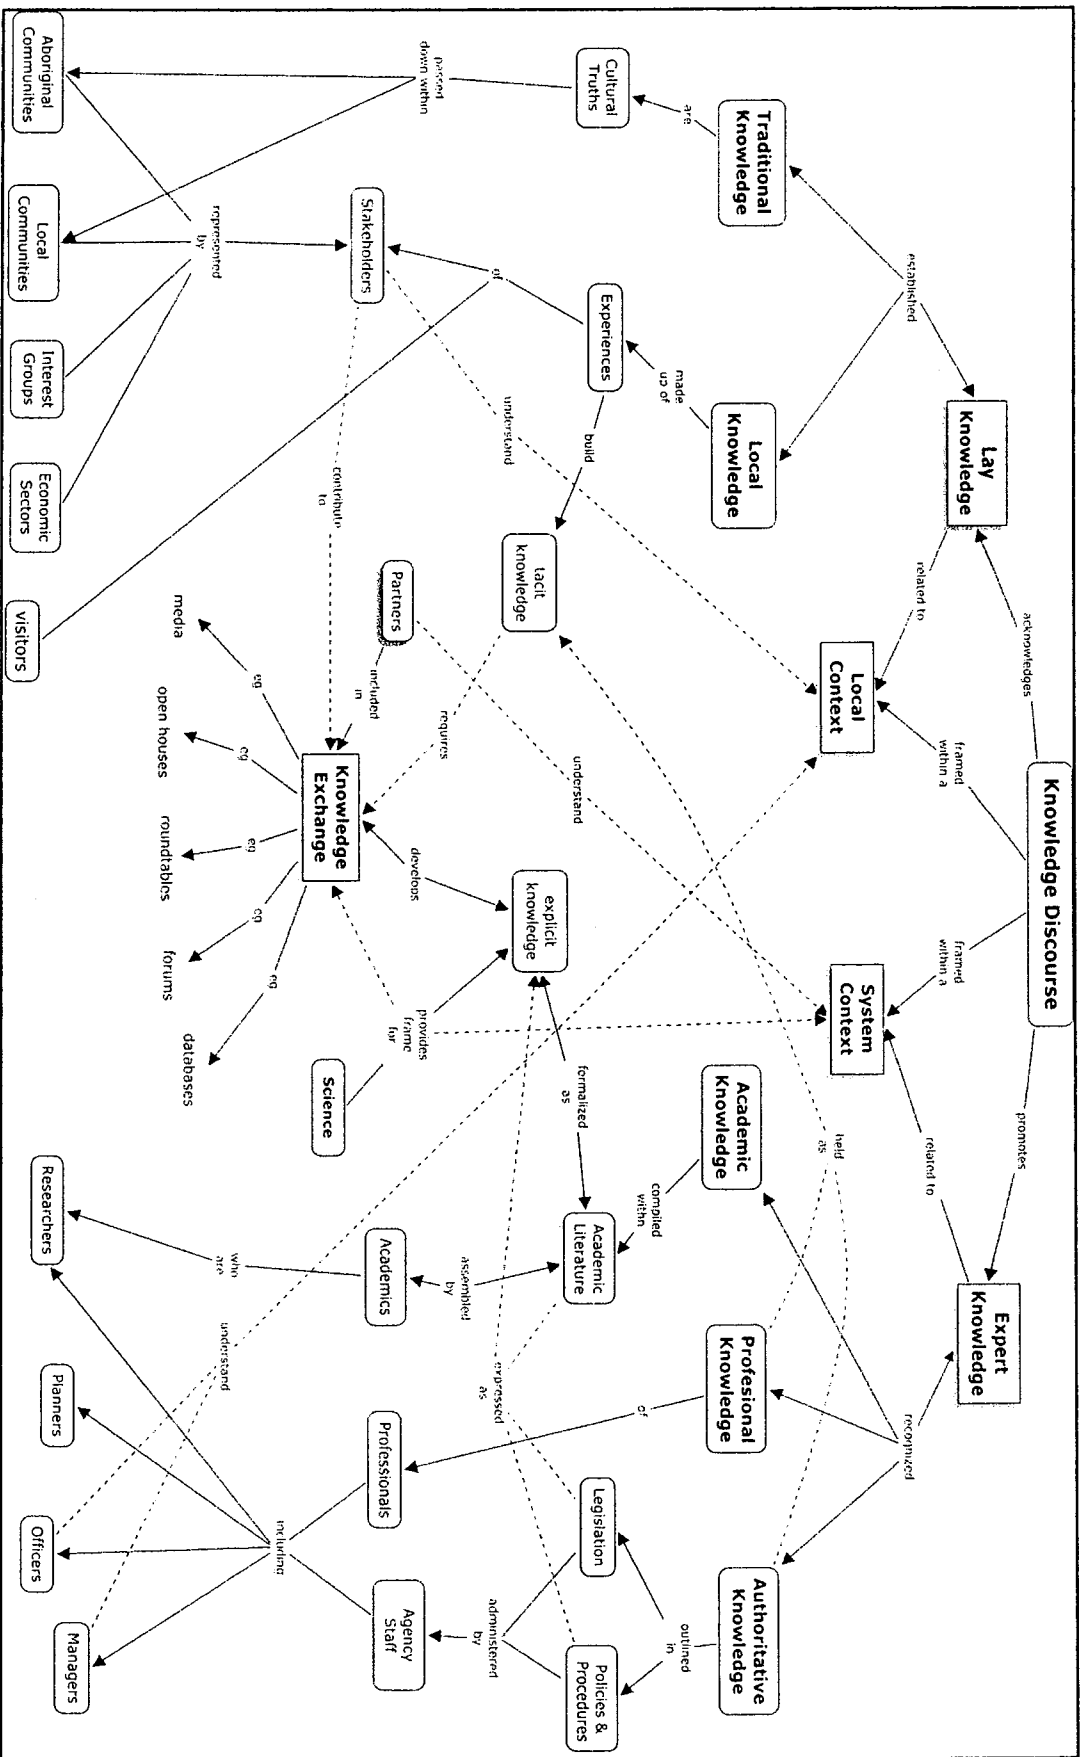 Knowledge Discourse
acknowledges
framed
within a
framed
within a
promotes
Lay
Knowledge
related to
Local
Context
System
Context
related to
Expert
Knowledge
established
recognized
Traditional
Knowledge
Local
Knowledge
Academic
Knowledge
held
as
Profesional
Knowledge
Authoritative
Knowledge
are
made
up of
compiled
withn
of
outlined
in
Cultural
Truths
Experiences
build
understand
tacit
knowledge
understand
explicit
knowledge
formalized
as
Academic
Literature
expressed
as
Legislation
Policies &
Procedures
passed
down within
of
requires
develops
provides
frame
for
assembled
by
administered
by
Stakeholders
contribute
to
Partners
included
in
Knowledge
Exchange
Science
Academics
Professionals
Agency
Staff
represented
by
eg
eg
eg
eg
eg
who
are
understand
including
media
open houses
roundtables
forums
databases
Aboriginal
Communities
Local
Communities
Interest
Groups
Economic
Sectors
visitors
Researchers
Planners
Officers
Managers